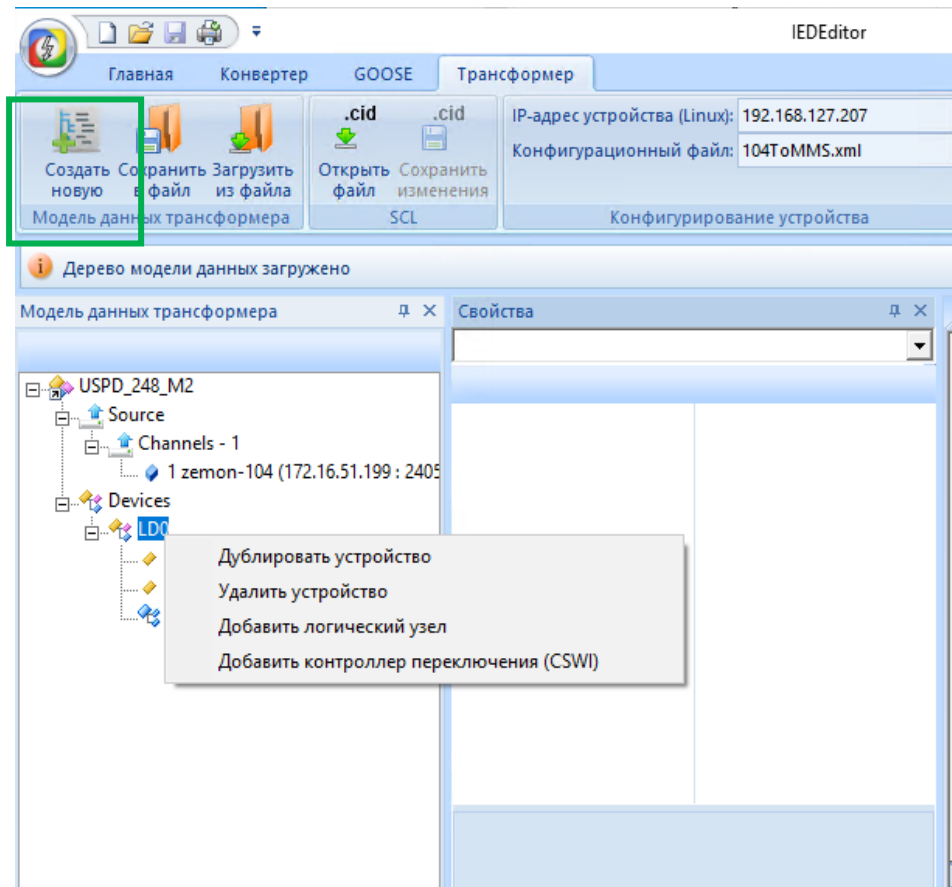 IEDEditor
Главная Конвертер GOOSE Трансформер
Создать новую
Сохранить в файл
Загрузить из файла
Модель данных трансформера
.cid
Открыть файл
.cid
Сохранить изменения
SCL
IP-адрес устройства (Linux): 192.168.127.207
Конфигурационный файл: 104ToMMS.xml
Конфигурирование устройства
Дерево модели данных загружено
Модель данных трансформера
Свойства
USPD_248_M2
Source
Channels - 1
1 zemon-104 (172.16.51.199 : 2405
Devices
LD0
Дублировать устройство
Удалить устройство
Добавить логический узел
Добавить контроллер переключения (CSWI)